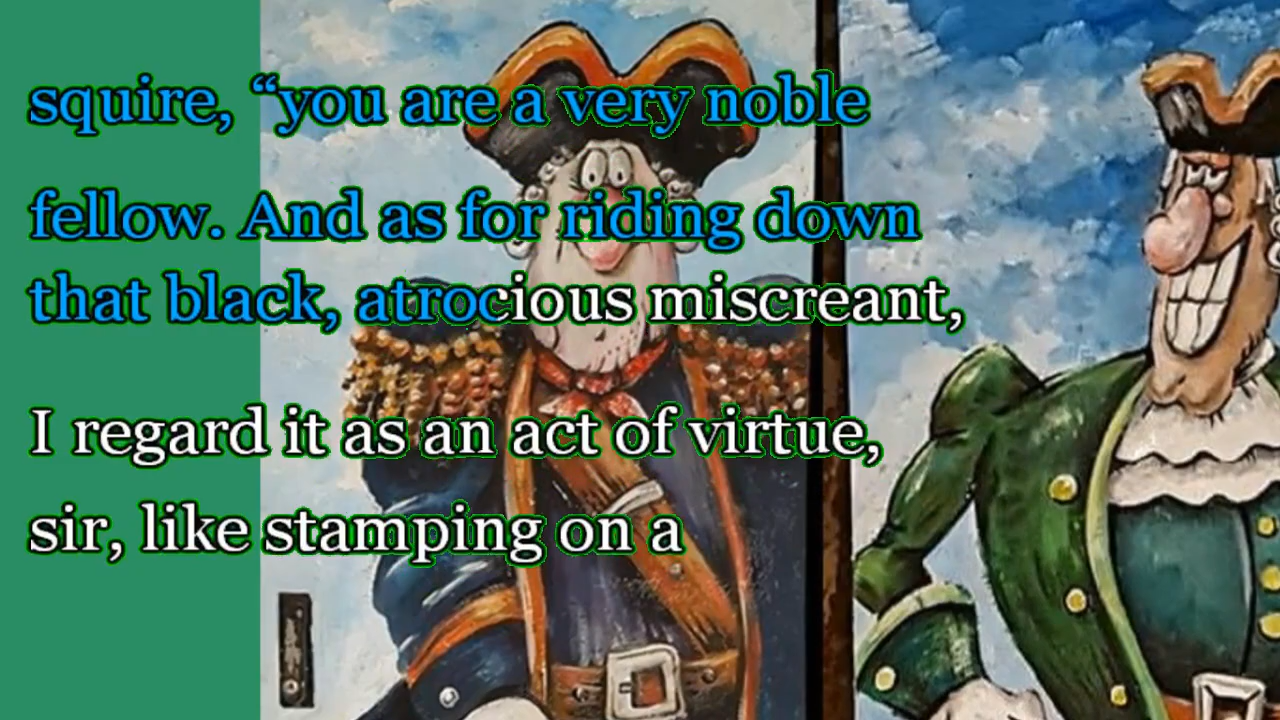 squire, “you are a very noble
fellow. And as for riding down
that black, atrocious miscreant,
I regard it as an act of virtue,
sir, like stamping on a